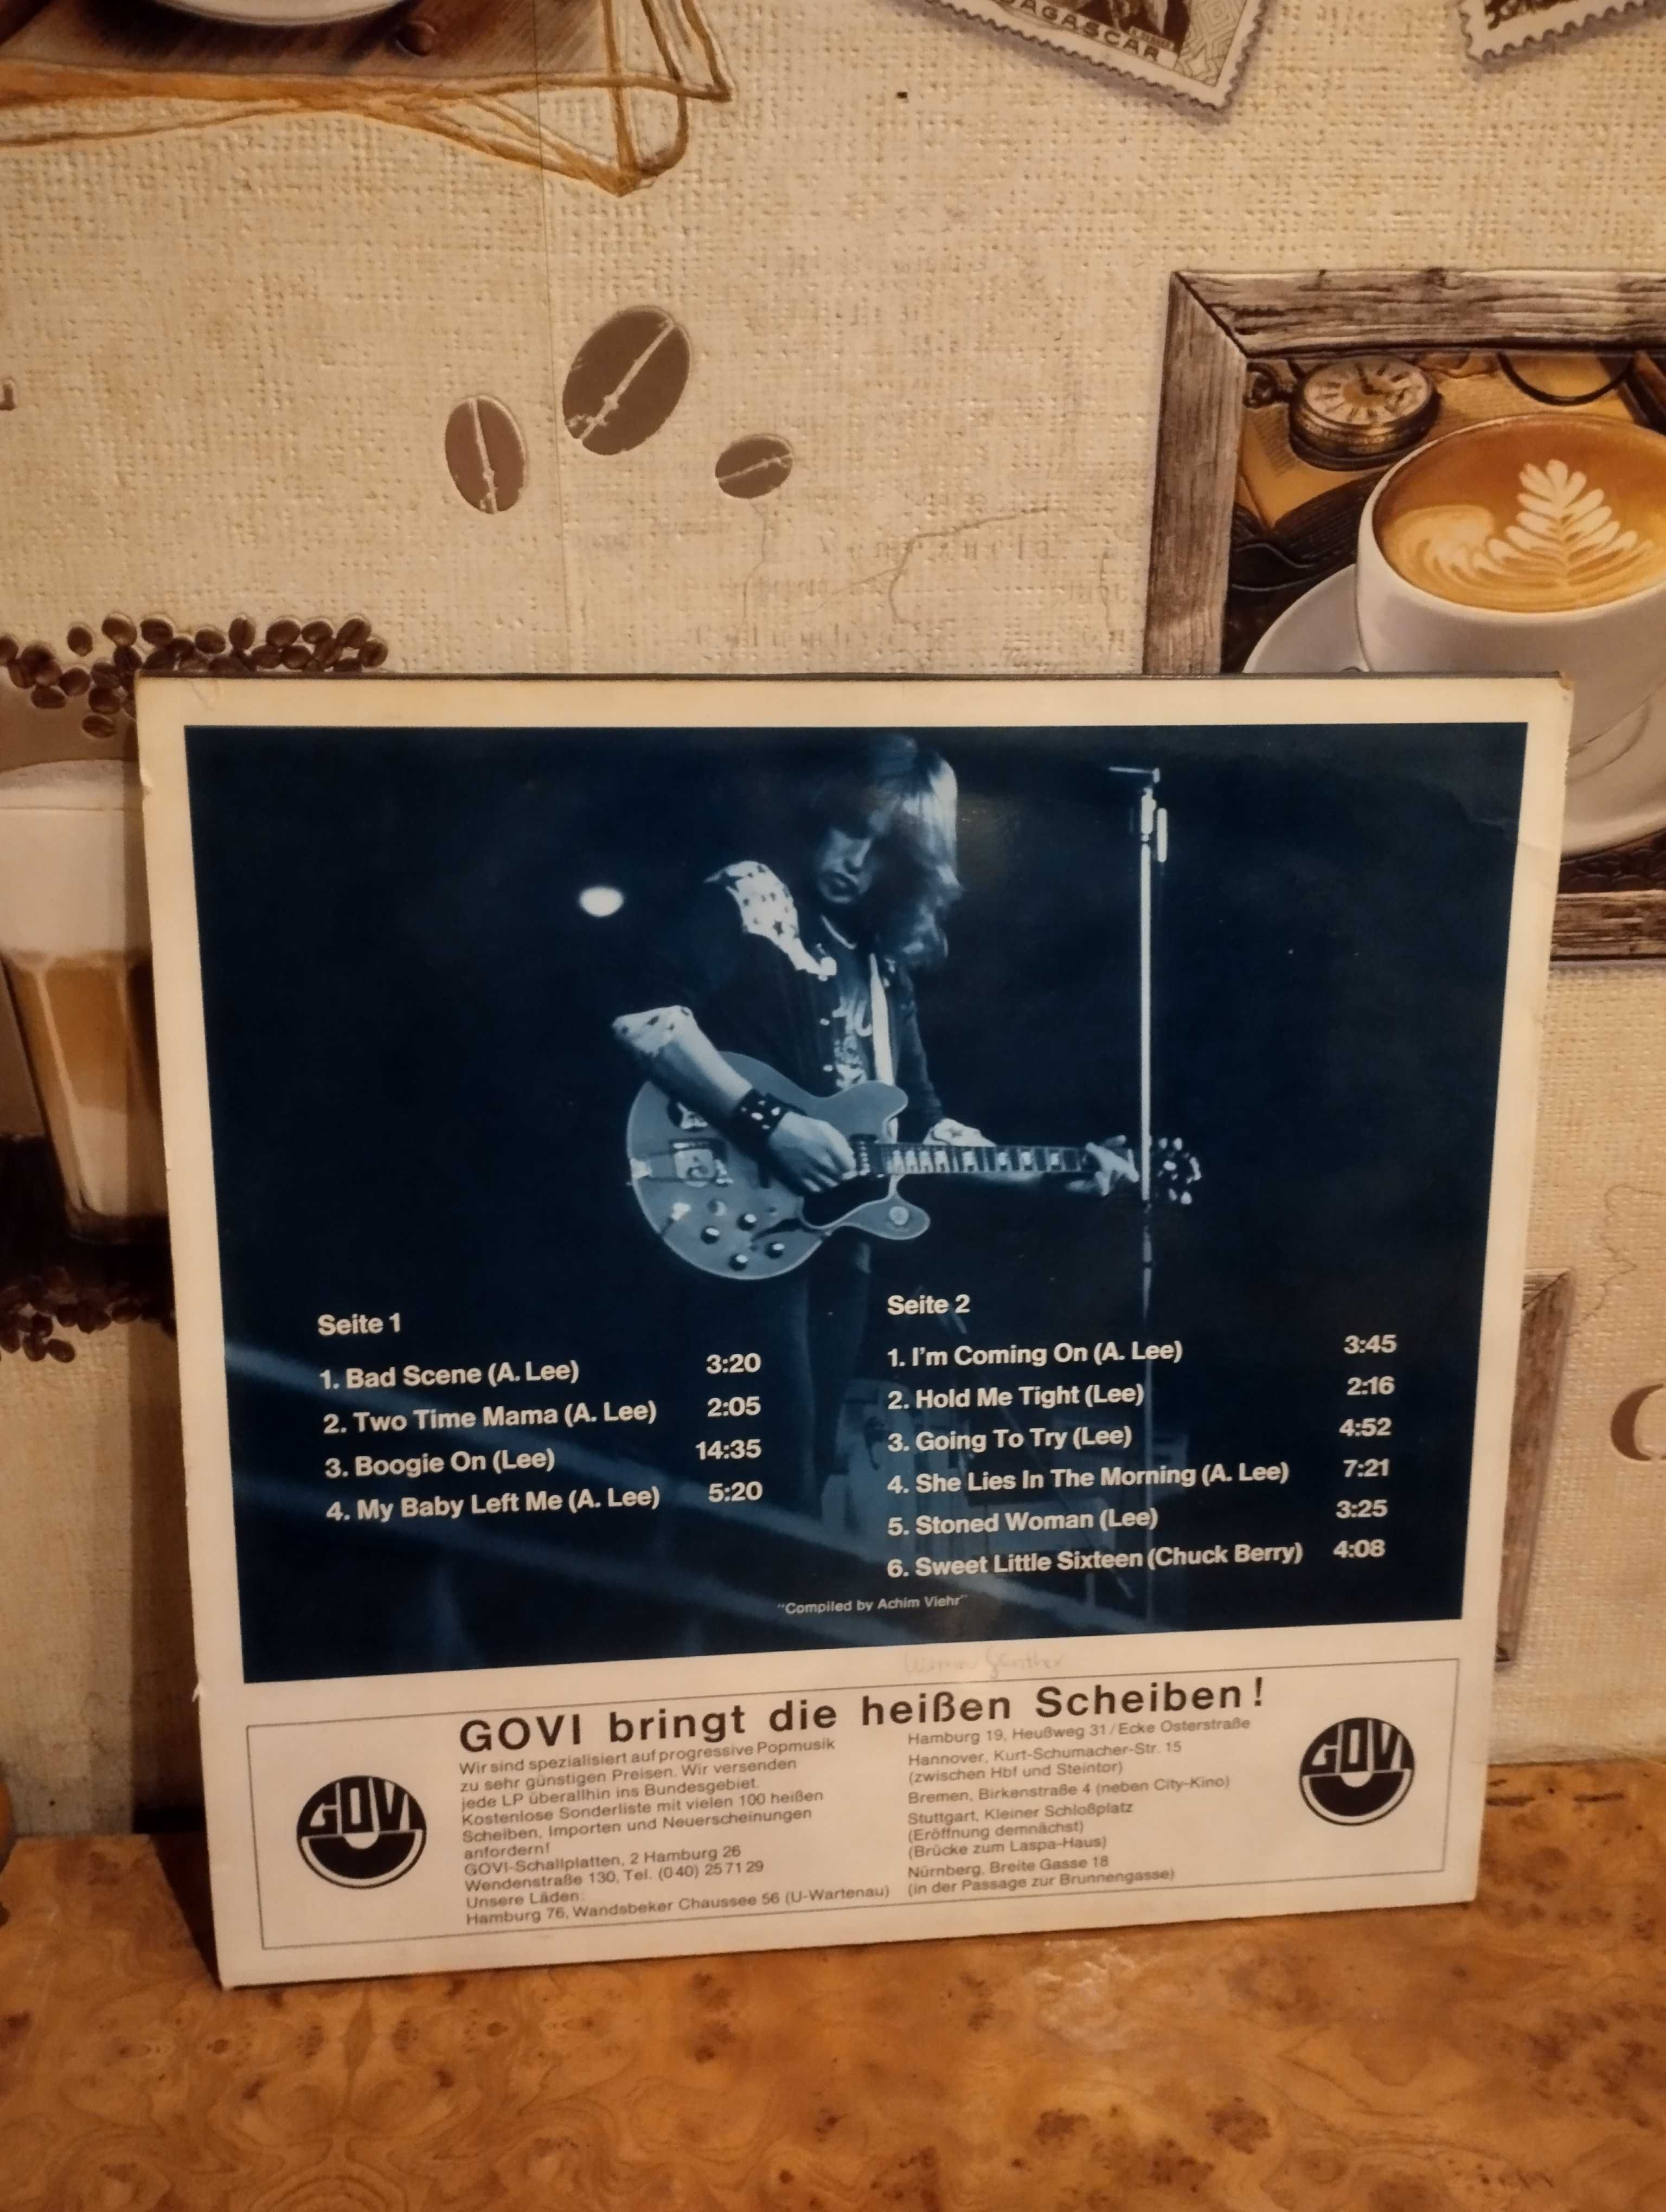 DAGASCAR
Seite 1
1. Bad Scene (A. Lee) 3:20
2. Two Time Mama (A. Lee) 2:05
3. Boogie On (Lee) 14:35
4. My Baby Left Me (A. Lee) 5:20
Seite 2
1. I'm Coming On (A. Lee) 3:45
2. Hold Me Tight (Lee) 2:16
3. Going To Try (Lee) 4:52
4. She Lies In The Morning (A. Lee) 7:21
5. Stoned Woman (Lee) 3:25
6. Sweet Little Sixteen (Chuck Berry) 4:08
"Compiled by Achim Viehr"
Günther
GOVI bringt die heißen Scheiben!
GOVI
Wir sind spezialisiert auf progressive Popmusik
zu sehr günstigen Preisen. Wir versenden
jede LP überallhin ins Bundesgebiet.
Kostenlose Sonderliste mit vielen 100 heißen
Scheiben, Importen und Neuerscheinungen
anfordern!
GOVI-Schallplatten, 2 Hamburg 26
Wendenstraße 130, Tel. (040) 25 71 29
Unsere Läden:
Hamburg 76, Wandsbeker Chaussee 56 (U-Wartenau)
Hamburg 19, Heußweg 31/Ecke Osterstraße
Hannover, Kurt-Schumacher-Str. 15
(zwischen Hbf und Steintor)
Bremen, Birkenstraße 4 (neben City-Kino)
Stuttgart, Kleiner Schloßplatz
(Eröffnung demnächst)
(Brücke zum Laspa-Haus)
Nürnberg, Breite Gasse 18
(in der Passage zur Brunnengasse)
GOVI